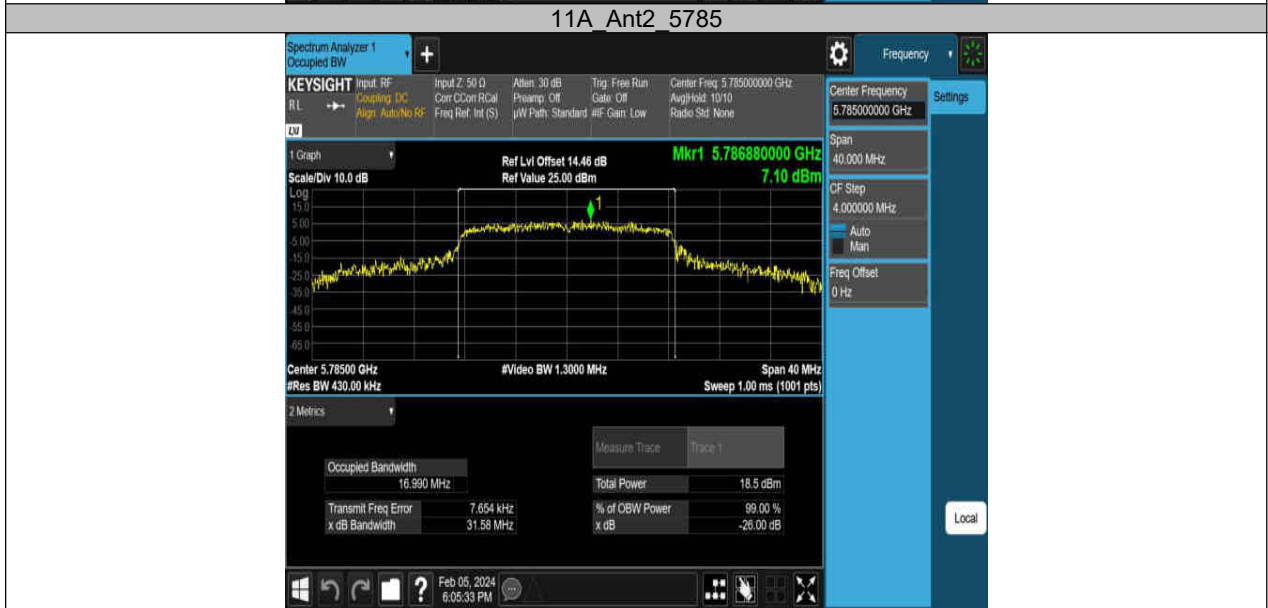 11A_Ant2_5785
Spectrum Analyzer 1
Occupied BW
+
Frequency
KEYSIGHT
RL
LXI
Input: RF
Coupling: DC
Align: Auto/No RF
Input Z: 50 Ω
Corr CCorr RCal
Freq Ref: Int (S)
Atten: 30 dB
Preamp: Off
µW Path: Standard
Trig: Free Run
Gate: Off
#IF Gain: Low
Center Freq: 5.785000000 GHz
Avg|Hold: 10/10
Radio Std: None
Center Frequency
5.785000000 GHz
Settings
Span
40.000 MHz
CF Step
4.000000 MHz
Auto
Man
Freq Offset
0 Hz
1 Graph
Scale/Div 10.0 dB
Ref Lvl Offset 14.46 dB
Ref Value 25.00 dBm
Mkr1 5.786880000 GHz
7.10 dBm
Log
15.0
5.00
-5.00
-15.0
-25.0
-35.0
-45.0
-55.0
-65.0
1
Center 5.78500 GHz
#Video BW 1.3000 MHz
Span 40 MHz
#Res BW 430.00 kHz
Sweep 1.00 ms (1001 pts)
2 Metrics
Measure Trace
Trace 1
Occupied Bandwidth
16.990 MHz
Total Power
18.5 dBm
Transmit Freq Error
7.654 kHz
% of OBW Power
99.00 %
x dB Bandwidth
31.58 MHz
x dB
-26.00 dB
Local
?
Feb 05, 2024
6:05:33 PM